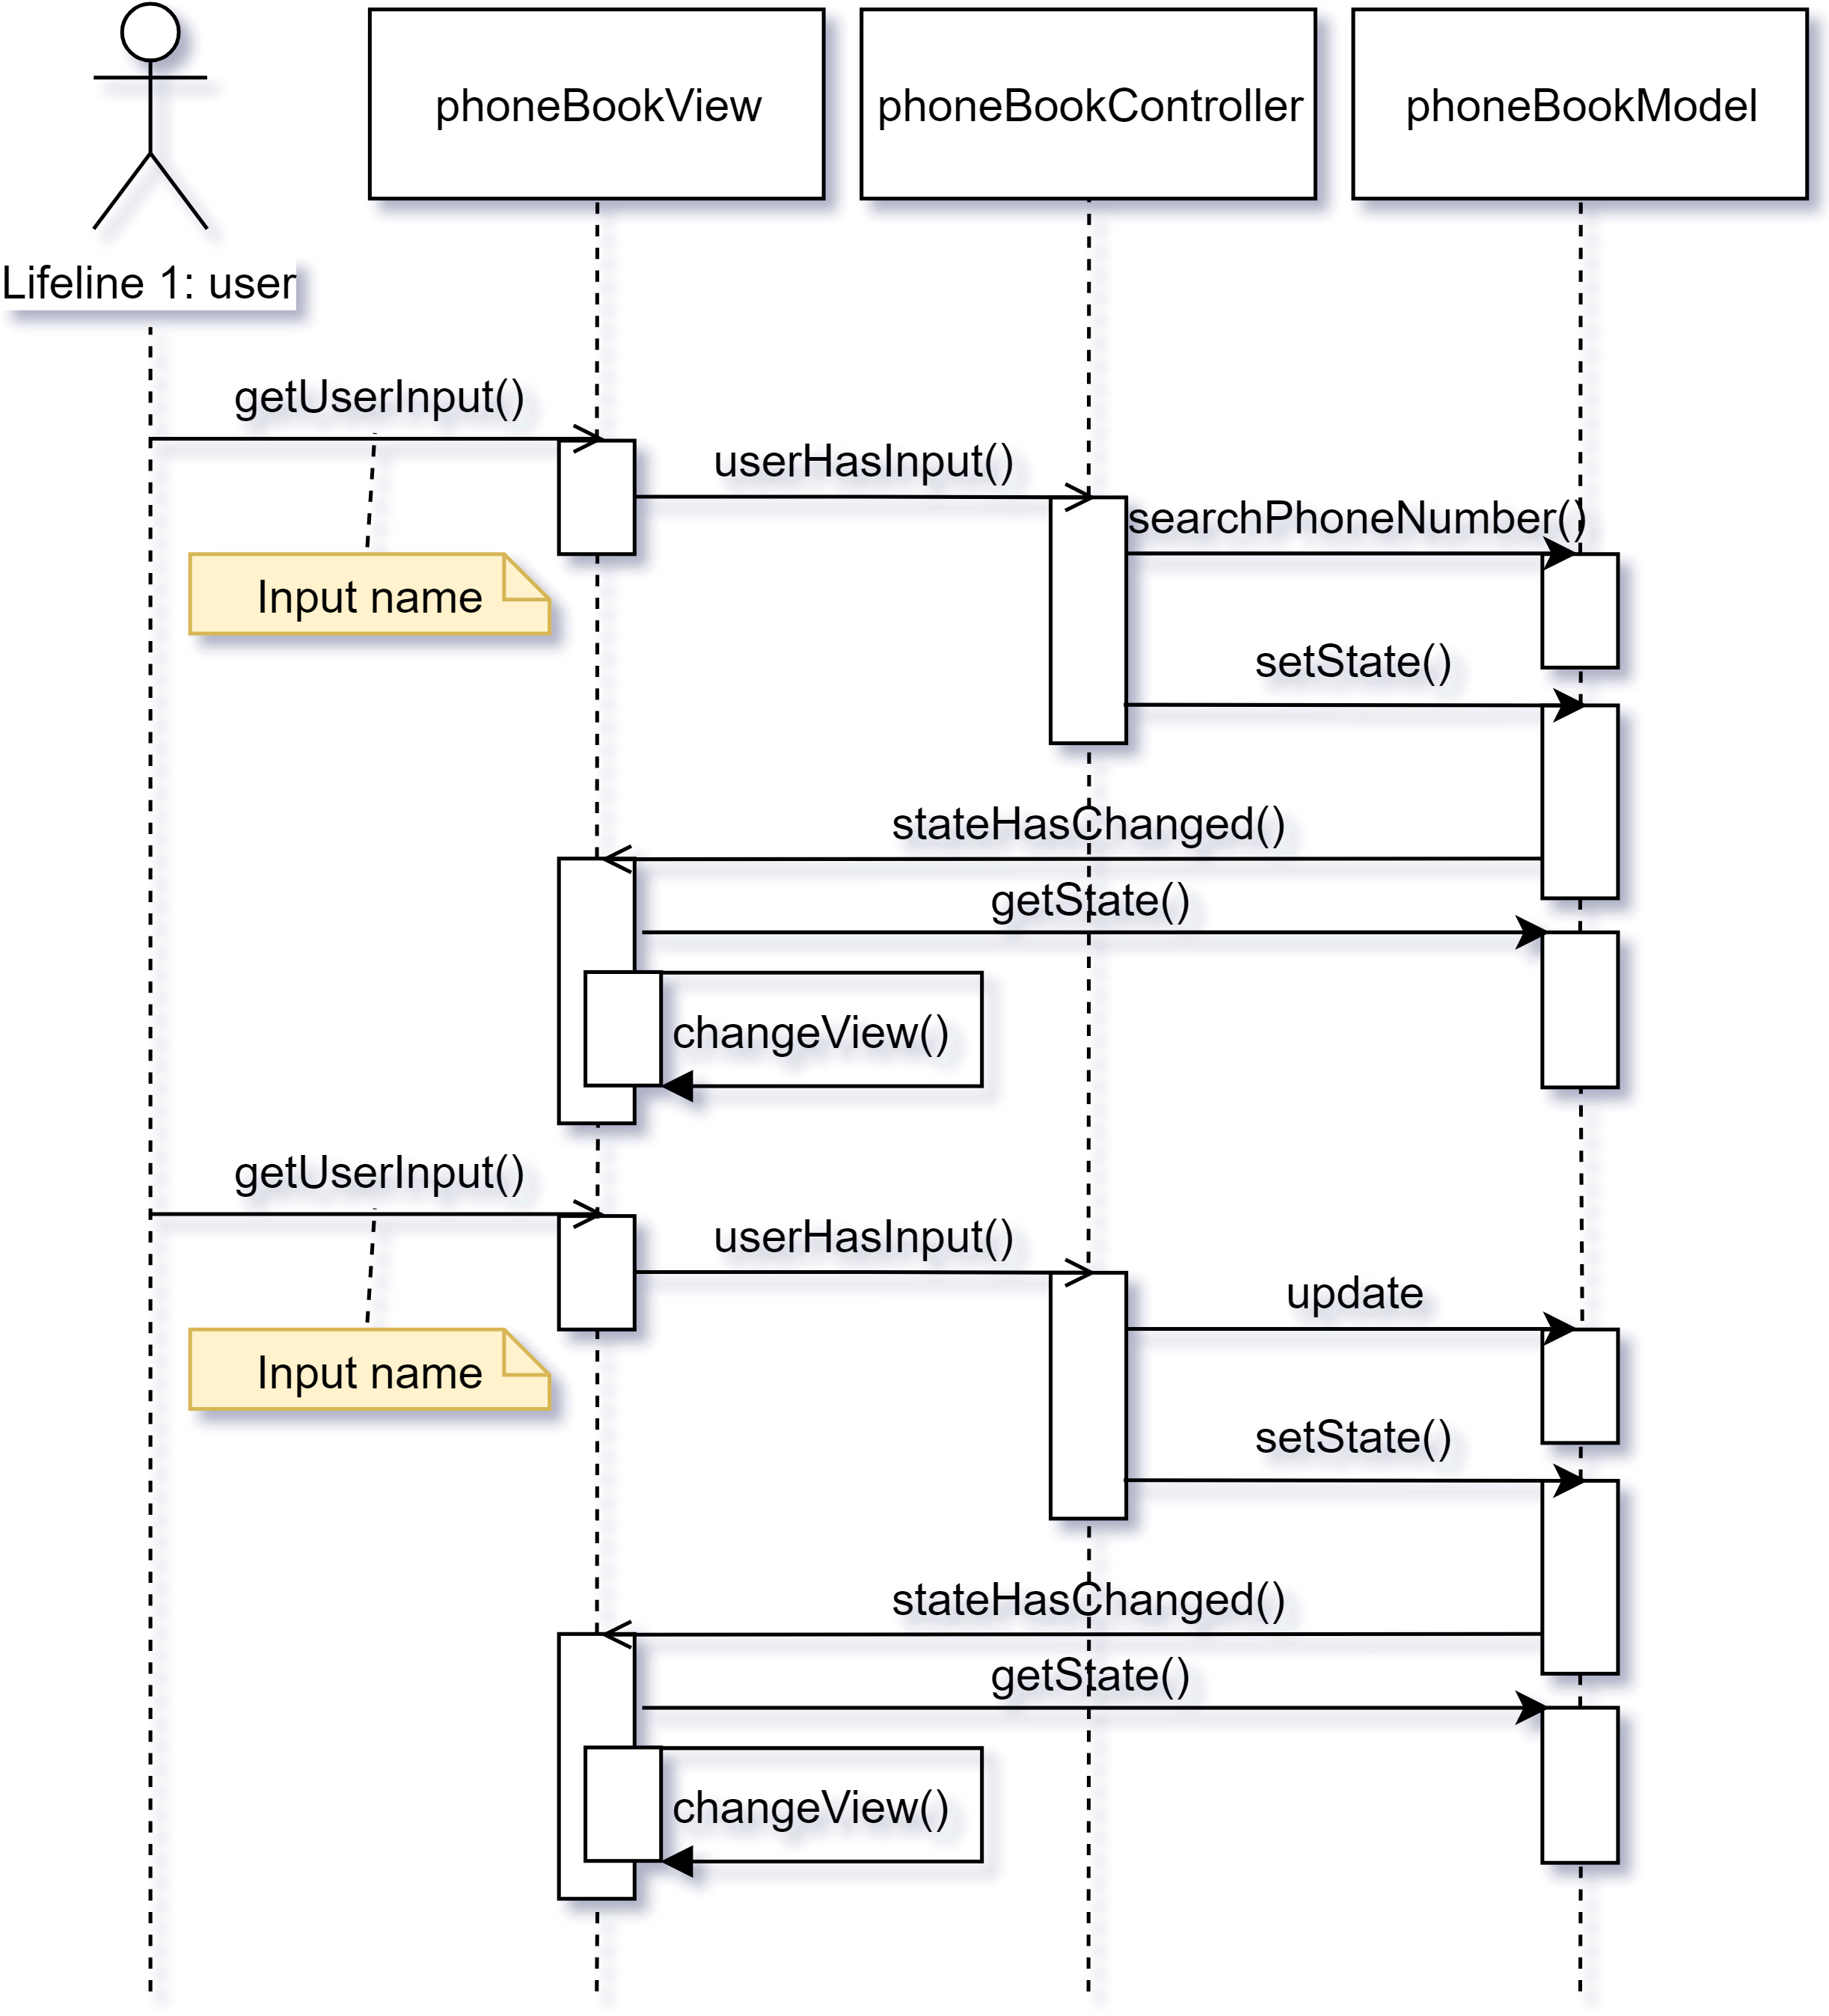 phoneBookView
phoneBookController
phoneBookModel
Lifeline 1: user
getUserInput()
userHasInput()
searchPhoneNumber()
Input name
setState()
stateHasChanged()
getState()
changeView()
getUserInput()
userHasInput()
update
Input name
setState()
stateHasChanged()
getState()
changeView()